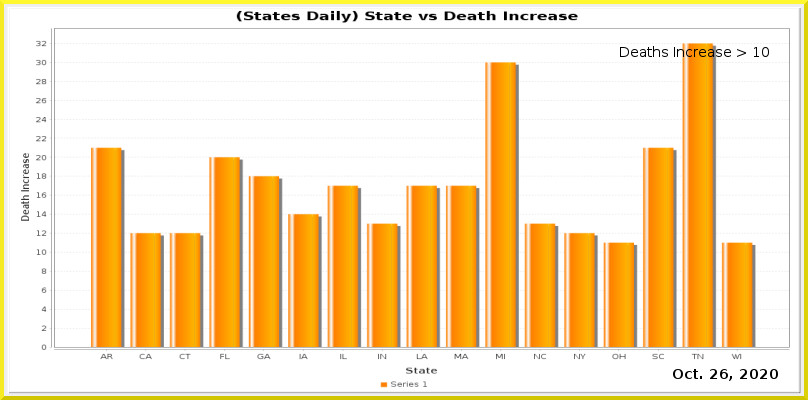 (States Daily) State vs Death Increase
Deaths Increase > 10
Death Increase
32
30
28
26
24
22
20
18
16
14
12
10
8
6
4
2
0
AR CA CT FL GA IA IL IN LA MA MI NC NY OH SC TN WI
State
Series 1
Oct. 26, 2020